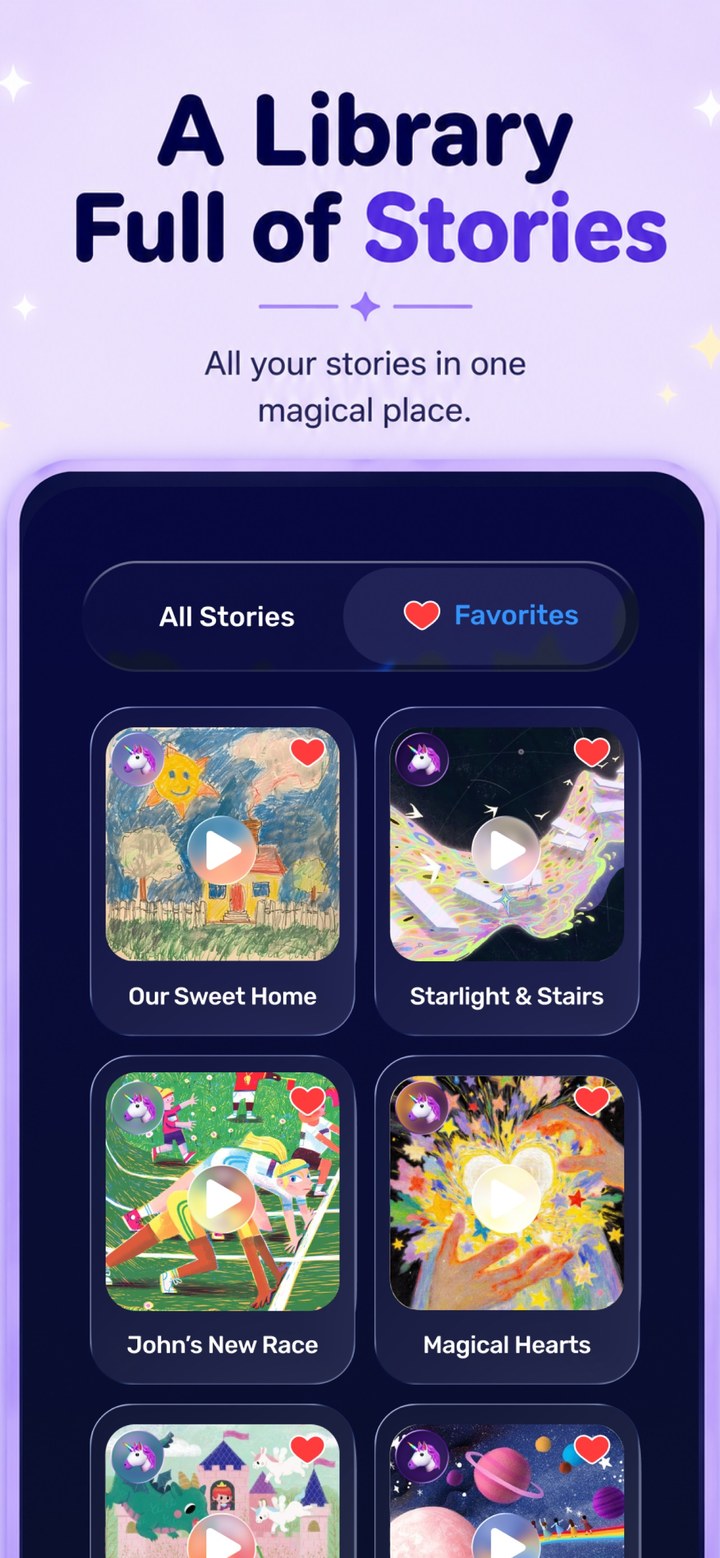 A Library
Full of Stories
All your stories in one
magical place.
All Stories
Favorites
Our Sweet Home
Starlight & Stairs
John’s New Race
Magical Hearts